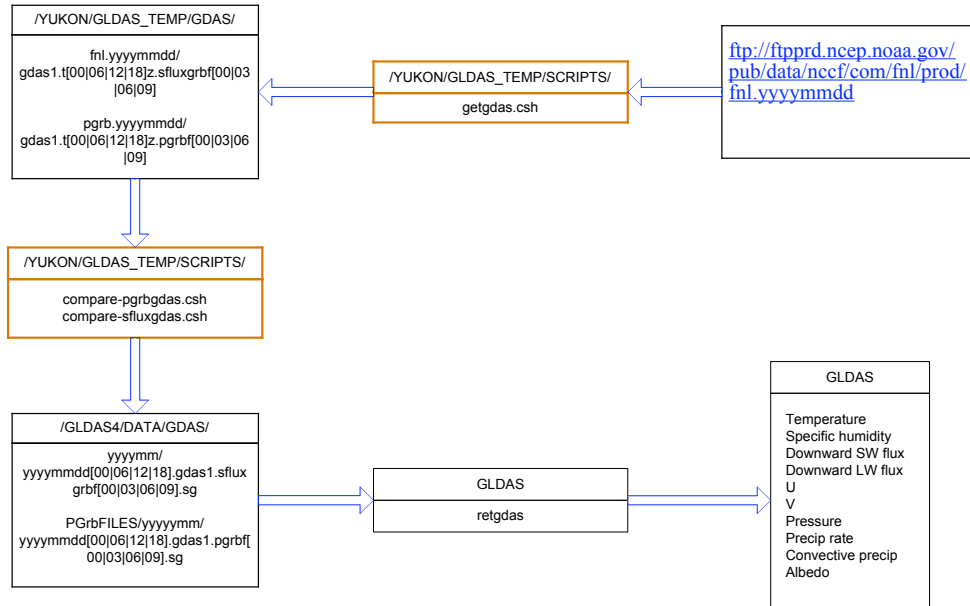 /YUKON/GLDAS_TEMP/GDAS/
fnl.yyyymmdd/
gdas1.t[00|06|12|18]z.sfluxgrbf[00|03
|06|09]
pgrb.yyyymmdd/
gdas1.t[00|06|12|18]z.pgrbf[00|03|06
|09]
/YUKON/GLDAS_TEMP/SCRIPTS/
getgdas.csh
ftp://ftpprd.ncep.noaa.gov/
pub/data/nccf/com/fnl/prod/
fnl.yyyymmdd
/YUKON/GLDAS_TEMP/SCRIPTS/
compare-pgrbgdas.csh
compare-sfluxgdas.csh
/GLDAS4/DATA/GDAS/
yyyymm/
yyyymmdd[00|06|12|18].gdas1.sflux
grbf[00|03|06|09].sg
PGrbFILES/yyyyymm/
yyyymmdd[00|06|12|18].gdas1.pgrbf[
00|03|06|09].sg
GLDAS
retgdas
GLDAS
Temperature
Specific humidity
Downward SW flux
Downward LW flux
U
V
Pressure
Precip rate
Convective precip
Albedo